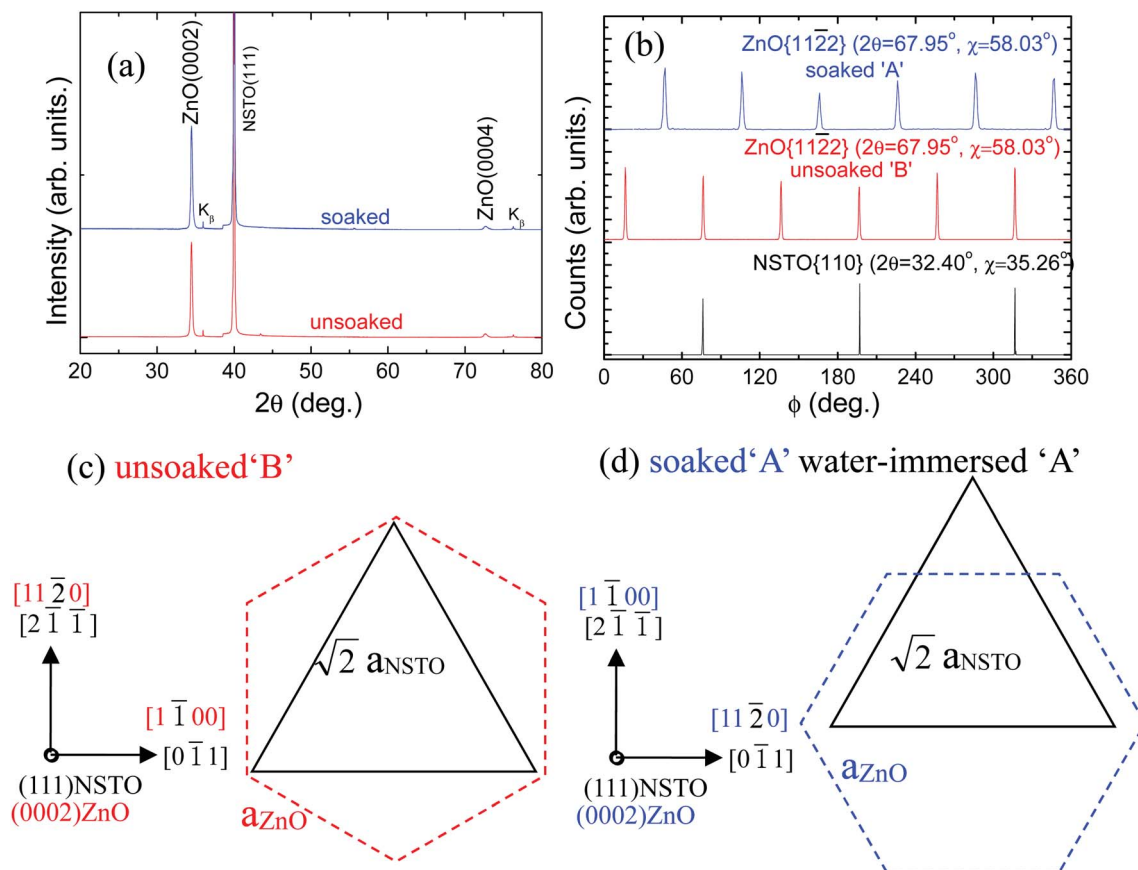 (a)
ZnO(0002)
NSTO(111)
ZnO(0004)
Kβ
Kβ
soaked
unsoaked
Intensity (arb. units.)
20 30 40 50 60 70 80
2θ (deg.)
(b)
ZnO{112̅2} (2θ=67.95°, χ=58.03°)
soaked 'A'
ZnO{112̅2} (2θ=67.95°, χ=58.03°)
unsoaked 'B'
NSTO{110} (2θ=32.40°, χ=35.26°)
Counts (arb. units.)
0 60 120 180 240 300 360
ϕ (deg.)
(c) unsoaked‘B’
[112̅0]
[21̅1̅]
√2 aNSTO
[11̅00]
[01̅1]
(111)NSTO
(0002)ZnO
aZnO
(d) soaked‘A’ water-immersed ‘A’
[11̅00]
[21̅1̅]
√2 aNSTO
[112̅0]
[01̅1]
(111)NSTO
(0002)ZnO
aZnO